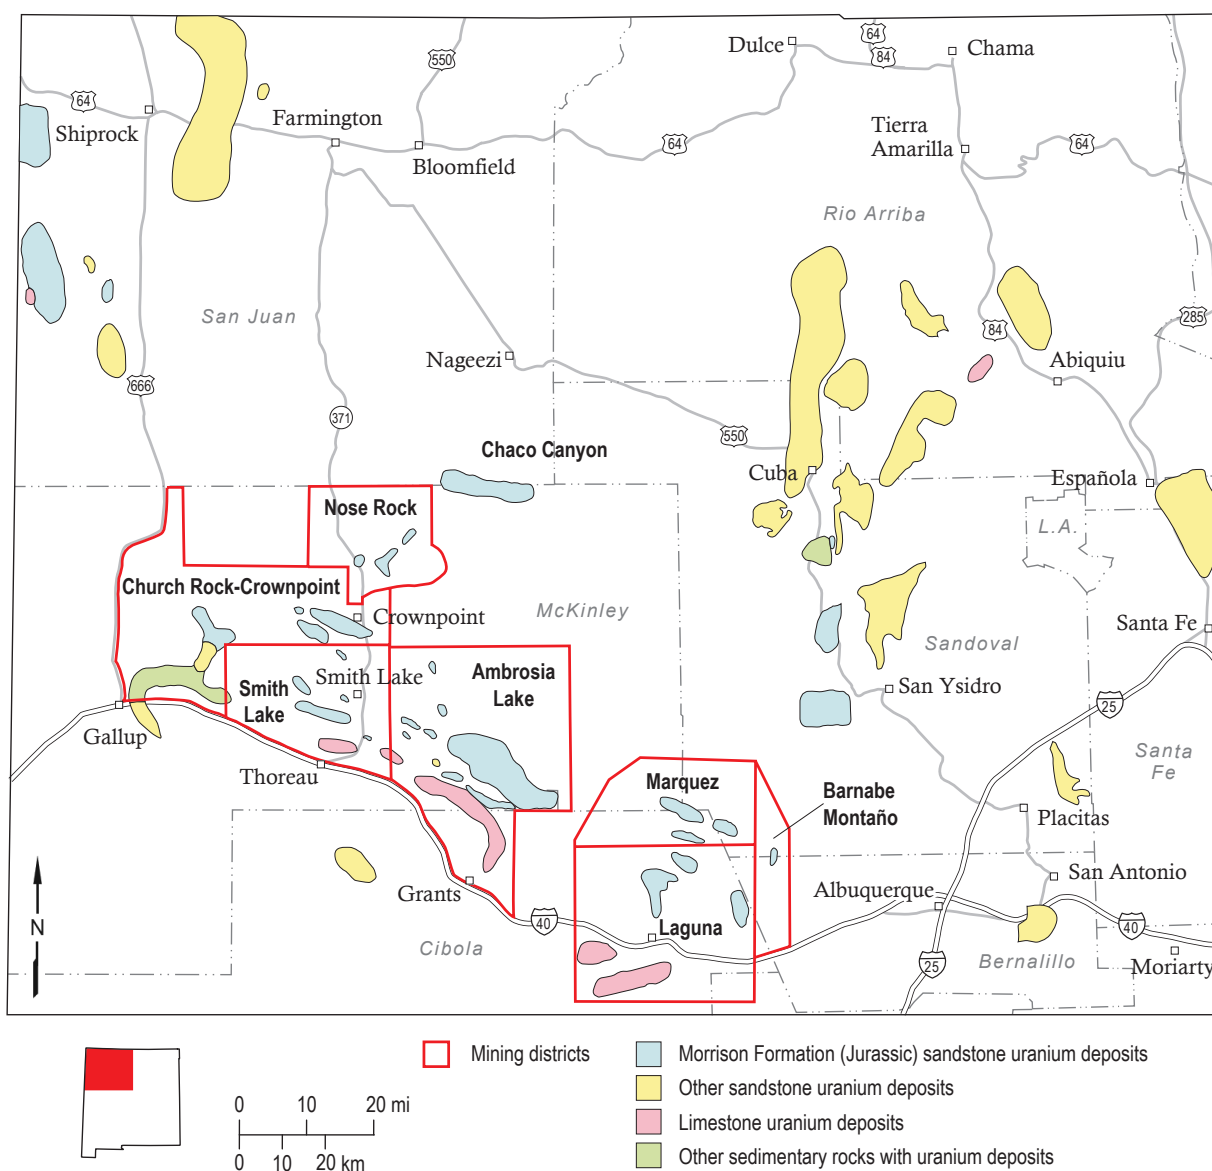 64
550
Dulce
64
84
Chama
64
Shiprock
Farmington
Bloomfield
64
Tierra
Amarilla
64
Rio Arriba
San Juan
Nageezi
84
285
Abiquiu
666
371
550
Chaco Canyon
Cuba
Española
Nose Rock
L.A.
Church Rock-Crownpoint
Crownpoint
McKinley
Santa Fe
Sandoval
Smith Lake
Smith
Lake
Ambrosia
Lake
San Ysidro
25
Gallup
Thoreau
Santa
Fe
Marquez
Barnabe
Montaño
Placitas
Grants
Albuquerque
San Antonio
N
40
Laguna
40
Cibola
25
Bernalillo
Moriarty
Mining districts
Morrison Formation (Jurassic) sandstone uranium deposits
Other sandstone uranium deposits
Limestone uranium deposits
Other sedimentary rocks with uranium deposits
0 10 20 mi
0 10 20 km